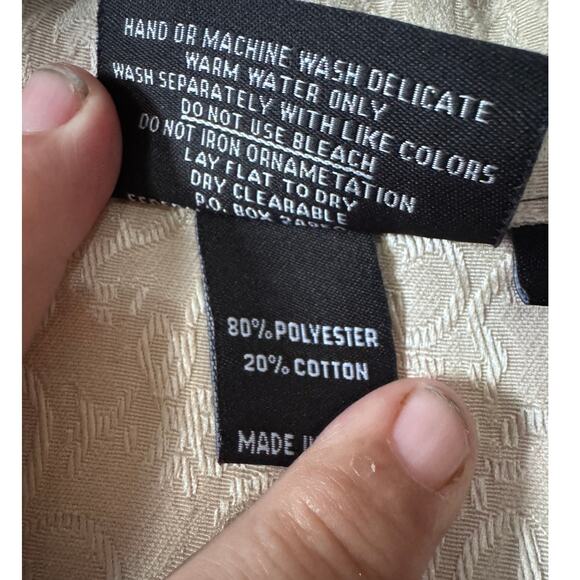 HAND OR MACHINE WASH DELICATE
WARM WATER ONLY
WASH SEPARATELY WITH LIKE COLORS
DO NOT USE BLEACH
DO NOT IRON ORNAMETATION
LAY FLAT TO DRY
DRY CLEARABLE
P.O. BOX
80% POLYESTER
20% COTTON
MADE